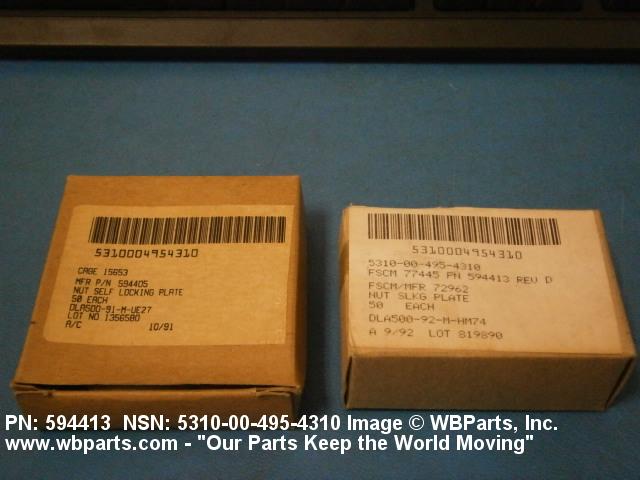 5310004954310
CAGE 15653
MFR P/N 594405
NUT SELF LOCKING PLATE
50 EACH
DLA500-91-M-UE27
LOT NO 1356580
A/C 10/91
5310004954310
5310-00-495-4310
FSCM 77445 PN 594413 REV D
FSCM/MFR 72962
NUT SLKG PLATE
50 EACH
DLA500-92-M-HM74
A 9/92 LOT 819890
PN: 594413 NSN: 5310-00-495-4310 Image © WBParts, Inc.
www.wbparts.com - "Our Parts Keep the World Moving"